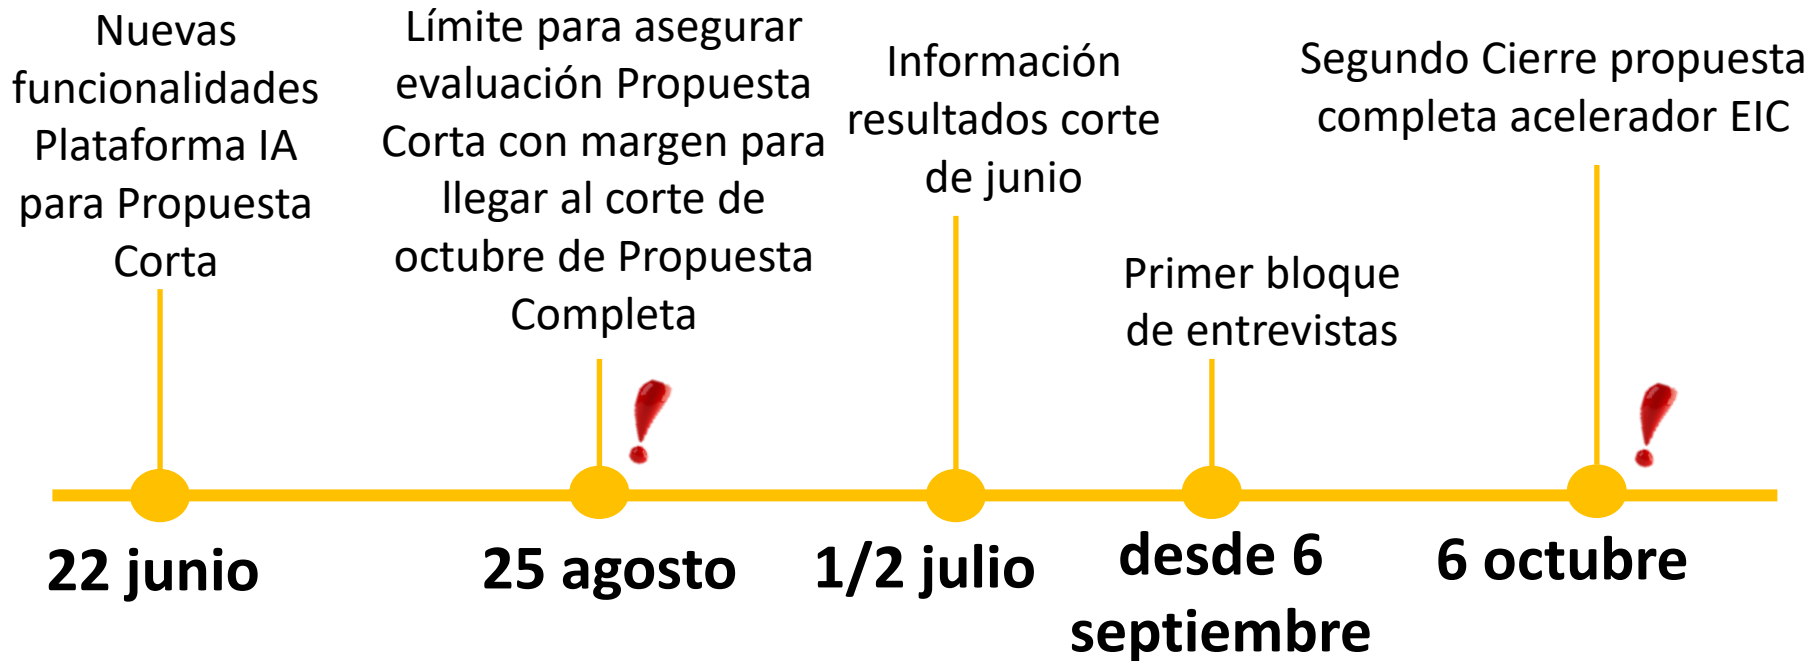 Nuevas
funcionalidades
Plataforma IA
para Propuesta
Corta
22 junio
Límite para asegurar
evaluación Propuesta
Corta con margen para
llegar al corte de
octubre de Propuesta
Completa
25 agosto
Información
resultados corte
de junio
1/2 julio
Primer bloque
de entrevistas
desde 6
septiembre
Segundo Cierre propuesta
completa acelerador EIC
6 octubre